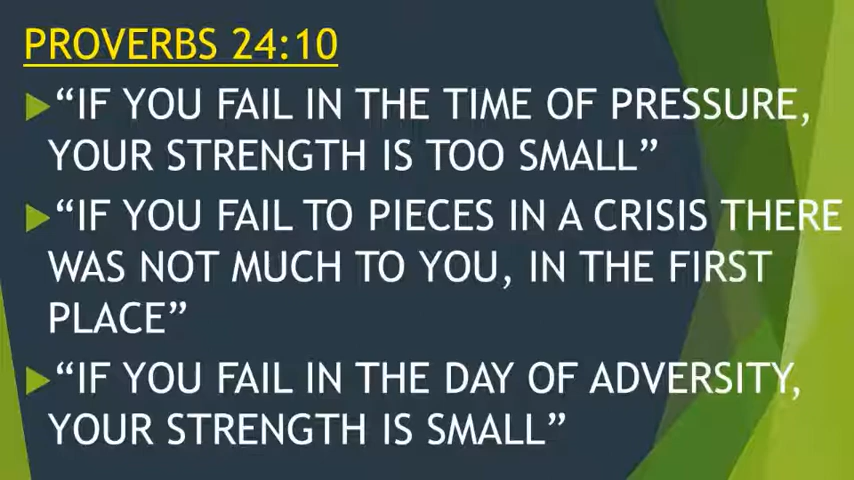 PROVERBS 24:10
“IF YOU FAIL IN THE TIME OF PRESSURE,
YOUR STRENGTH IS TOO SMALL”
“IF YOU FAIL TO PIECES IN A CRISIS THERE
WAS NOT MUCH TO YOU, IN THE FIRST
PLACE”
“IF YOU FAIL IN THE DAY OF ADVERSITY,
YOUR STRENGTH IS SMALL”